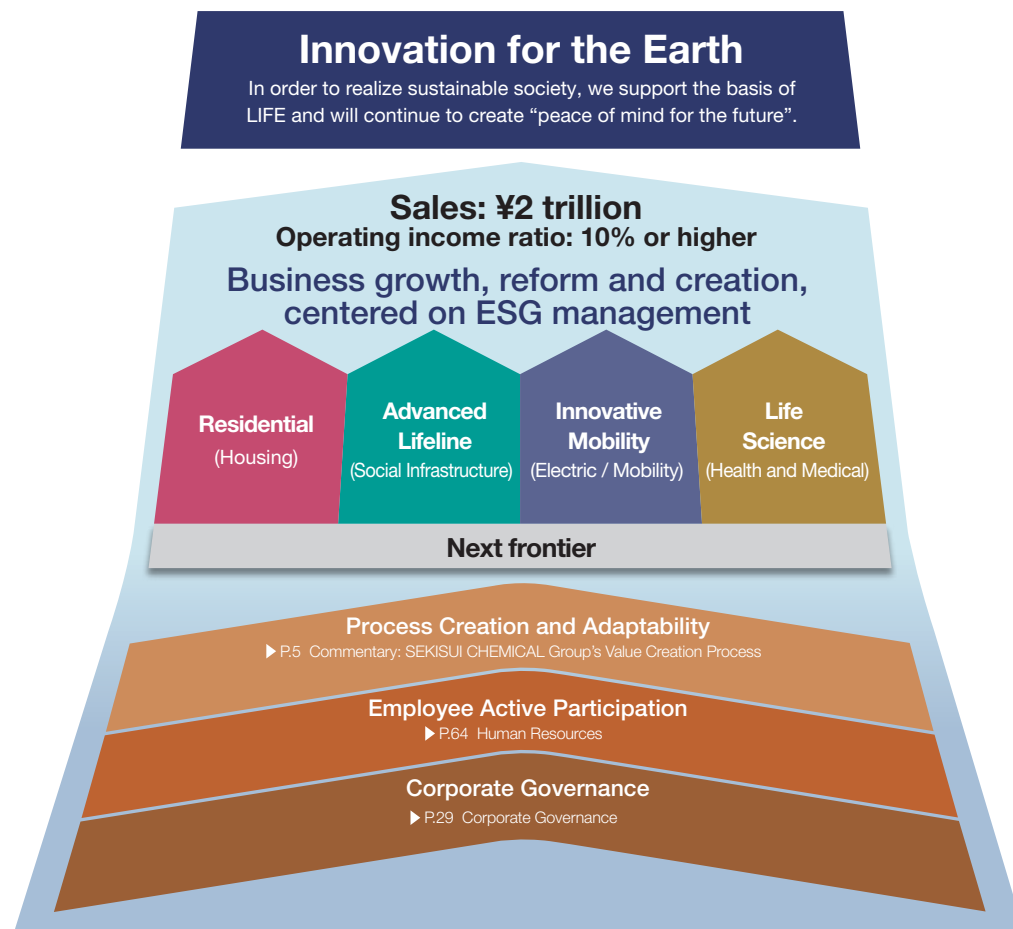 Innovation for the Earth
In order to realize sustainable society, we support the basis of
LIFE and will continue to create “peace of mind for the future”.
Sales: ¥2 trillion
Operating income ratio: 10% or higher
Business growth, reform and creation,
centered on ESG management
Residential
(Housing)
Advanced
Lifeline
(Social Infrastructure)
Innovative
Mobility
(Electric / Mobility)
Life
Science
(Health and Medical)
Next frontier
Process Creation and Adaptability
▶ P.5 Commentary: SEKISUI CHEMICAL Group’s Value Creation Process
Employee Active Participation
▶ P.64 Human Resources
Corporate Governance
▶ P.29 Corporate Governance